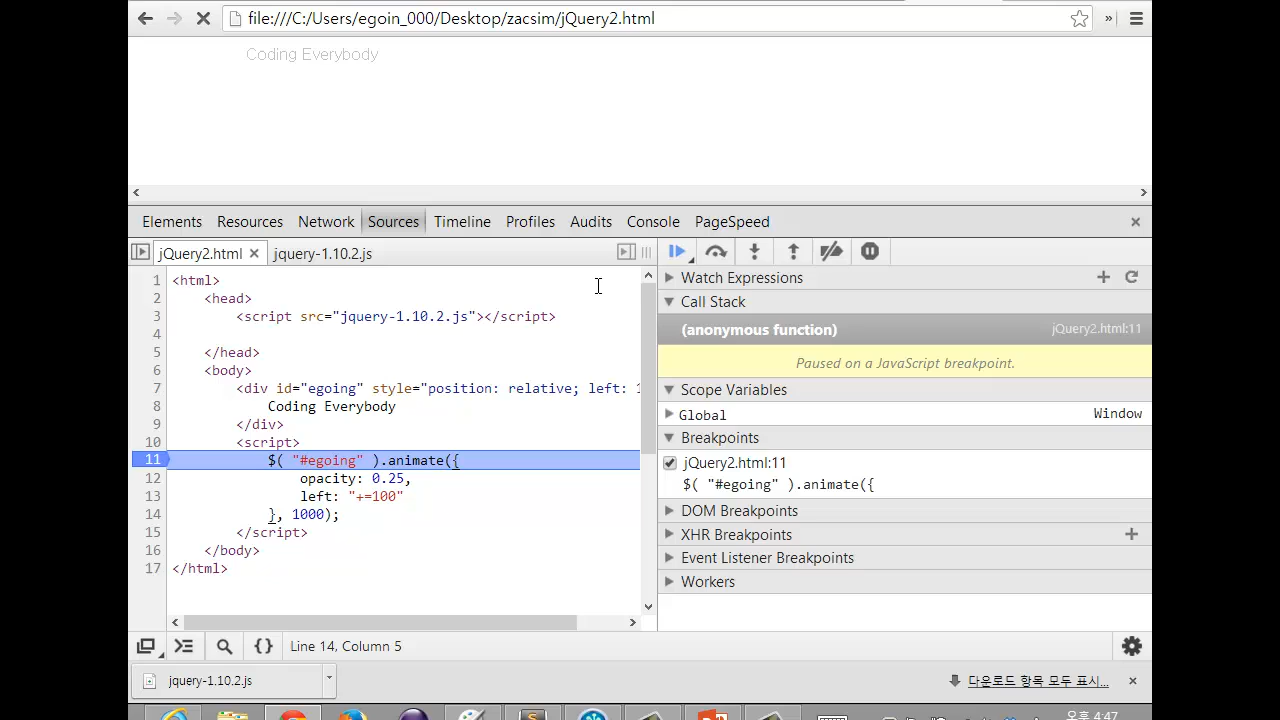 file:///C:/Users/egoin_000/Desktop/zacsim/jQuery2.html
»
Coding Everybody
Elements Resources Network Sources Timeline Profiles Audits Console PageSpeed
jQuery2.html jquery-1.10.2.js
1 <html>
2 <head>
3 <script src="jquery-1.10.2.js"></script>
4
5 </head>
6 <body>
7 <div id="egoing" style="position: relative; left: 1
8 Coding Everybody
9 </div>
10 <script>
11 $( "#egoing" ).animate({
12 opacity: 0.25,
13 left: "+=100"
14 }, 1000);
15 </script>
16 </body>
17 </html>
Watch Expressions
Call Stack
(anonymous function) jQuery2.html:11
Paused on a JavaScript breakpoint.
Scope Variables
Global Window
Breakpoints
jQuery2.html:11
$( "#egoing" ).animate({
DOM Breakpoints
XHR Breakpoints
Event Listener Breakpoints
Workers
{} Line 14, Column 5
jquery-1.10.2.js
다운로드 항목 모두 표시...
오후 4:47